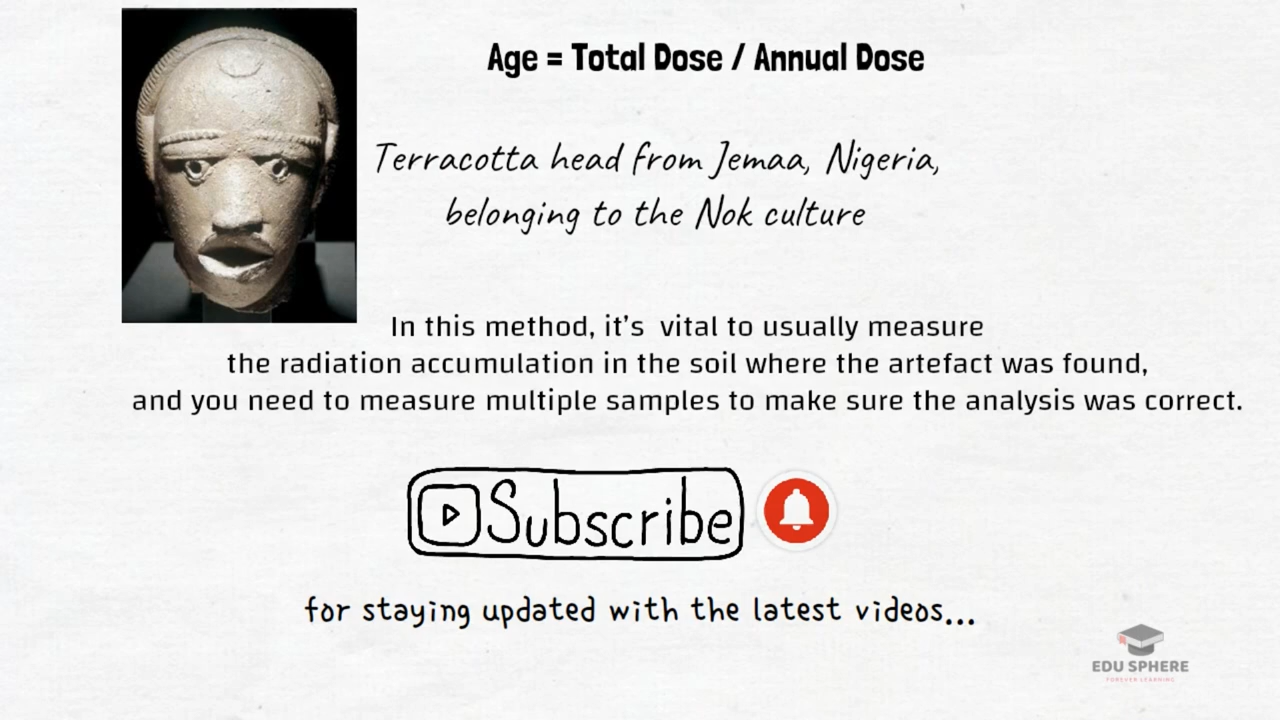 Age = Total Dose / Annual Dose
Terracotta head from Jemaa, Nigeria,
belonging to the Nok culture
In this method, it's vital to usually measure
the radiation accumulation in the soil where the artefact was found,
and you need to measure multiple samples to make sure the analysis was correct.
Subscribe
for staying updated with the latest videos...
EDU SPHERE
FOREVER LEARNING